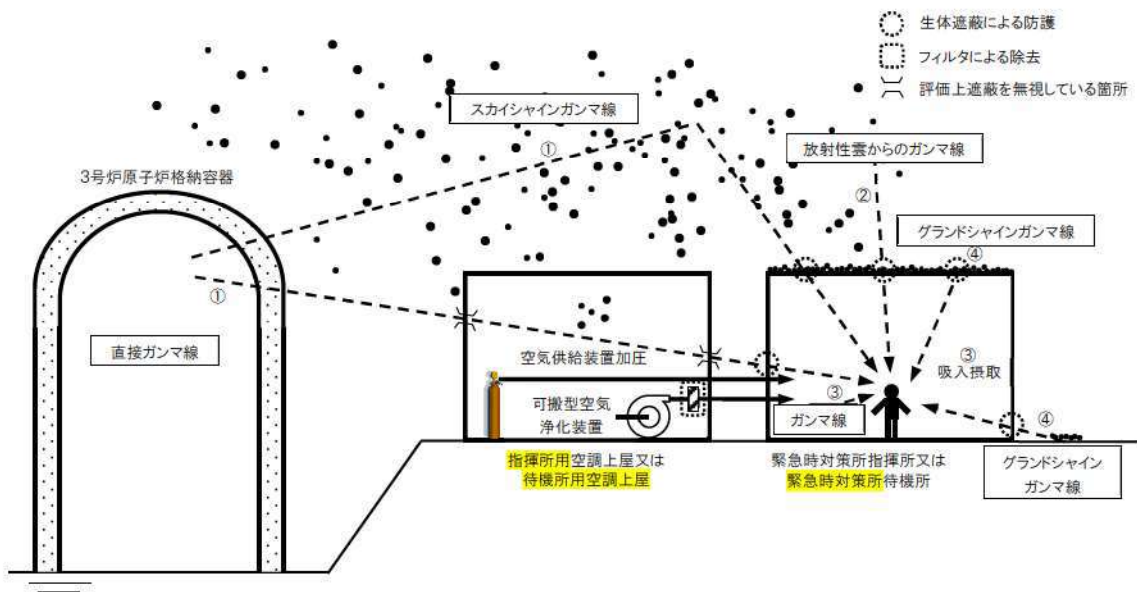 生体遮蔽による防護
フィルタによる除去
評価上遮蔽を無視している箇所
スカイシャインガンマ線
①
放射性雲からのガンマ線
3号炉原子炉格納容器
②
グランドシャインガンマ線
④
①
直接ガンマ線
空気供給装置加圧
③
吸入摂取
可搬型空気
浄化装置
③
ガンマ線
④
指揮所用空調上屋又は
待機所用空調上屋
緊急時対策所指揮所又は
緊急時対策所待機所
グランドシャイン
ガンマ線